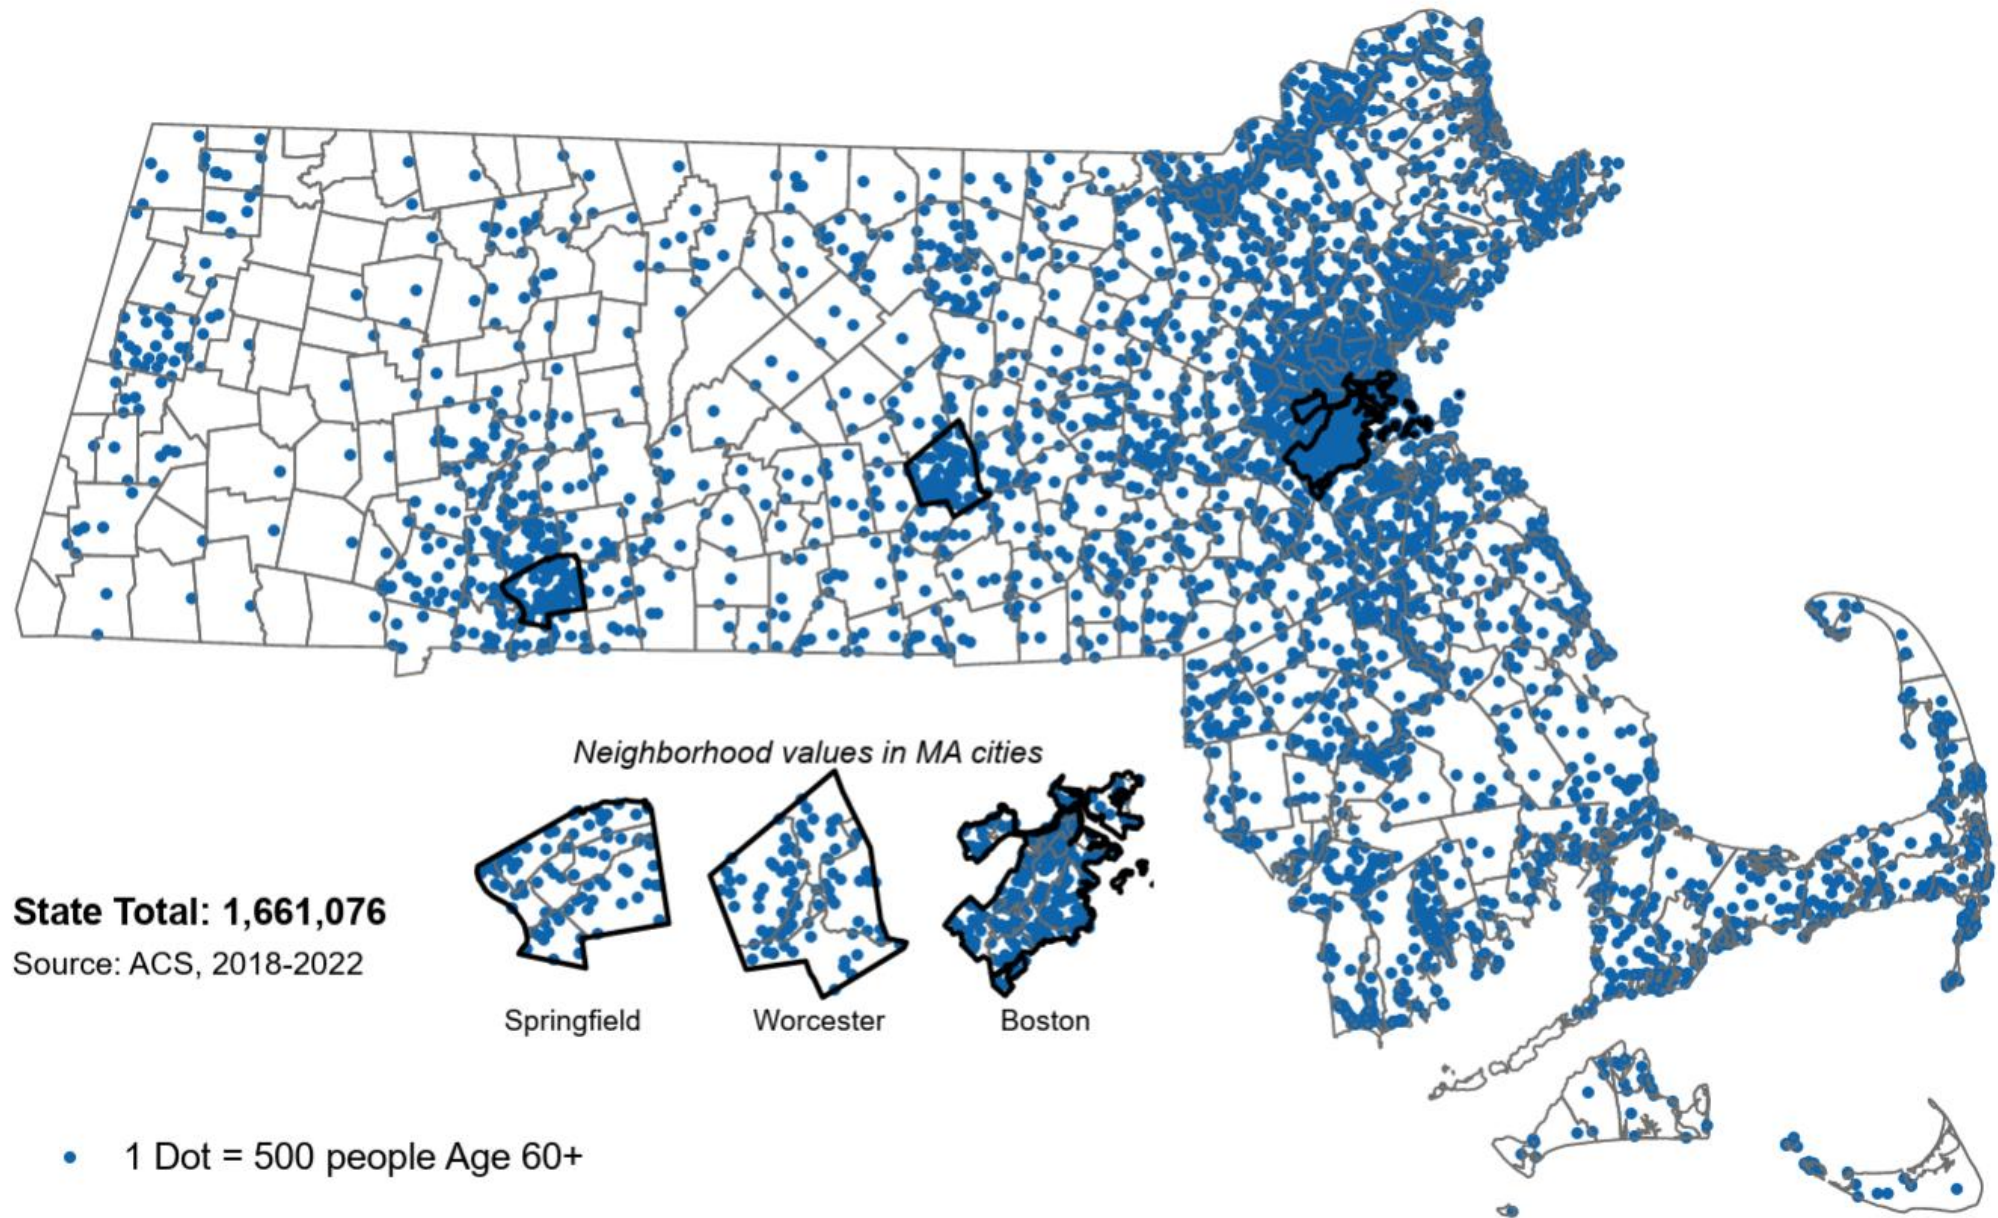 Neighborhood values in MA cities
State Total: 1,661,076
Source: ACS, 2018-2022
Springfield
Worcester
Boston
1 Dot = 500 people Age 60+